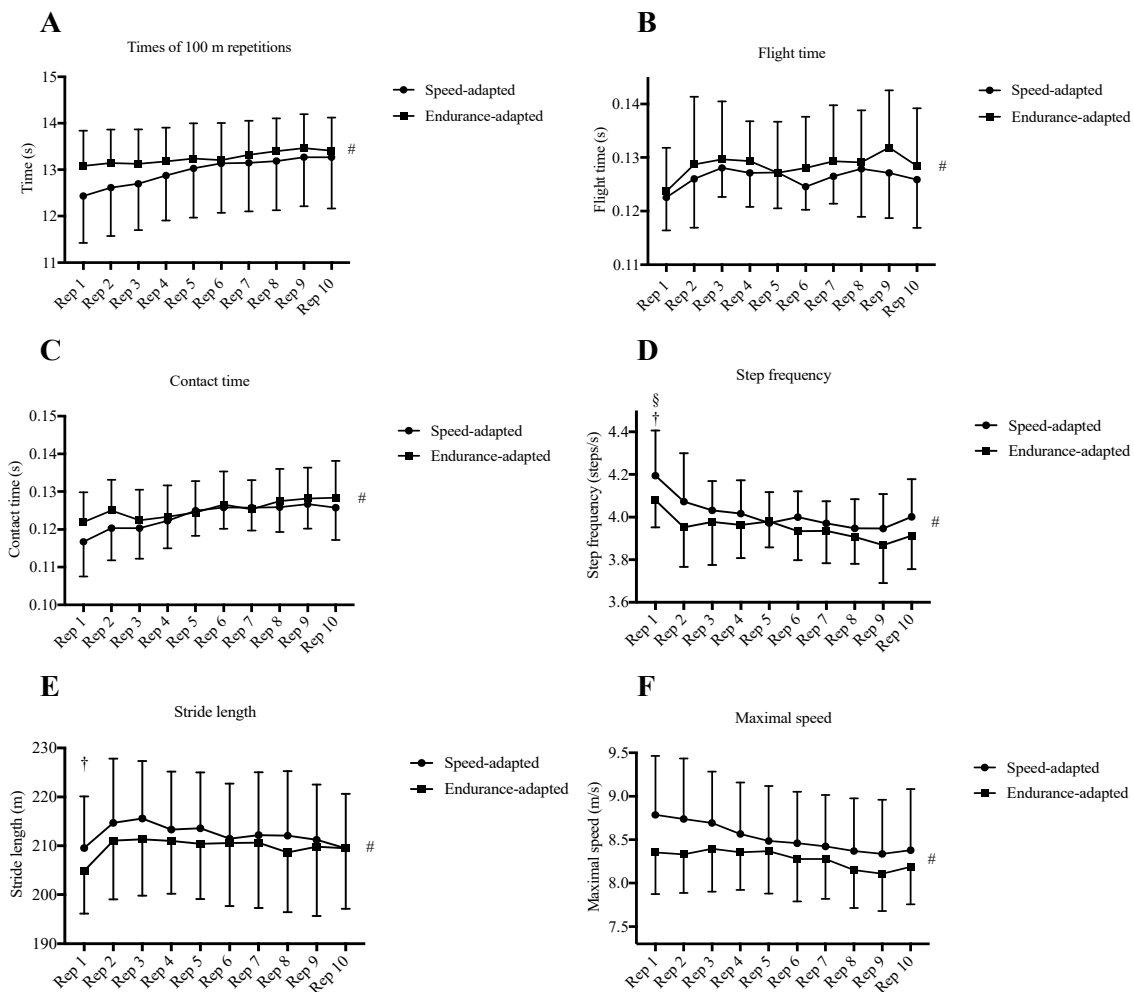 A
Times of 100 m repetitions
15
14
13
12
11
Time (s)
Rep 1
Rep 2
Rep 3
Rep 4
Rep 5
Rep 6
Rep 7
Rep 8
Rep 9
Rep 10
Speed-adapted
Endurance-adapted
#
B
Flight time
0.14
0.13
0.12
0.11
Flight time (s)
Rep 1
Rep 2
Rep 3
Rep 4
Rep 5
Rep 6
Rep 7
Rep 8
Rep 9
Rep 10
Speed-adapted
Endurance-adapted
#
C
Contact time
0.15
0.14
0.13
0.12
0.11
0.10
Contact time (s)
Rep 1
Rep 2
Rep 3
Rep 4
Rep 5
Rep 6
Rep 7
Rep 8
Rep 9
Rep 10
Speed-adapted
Endurance-adapted
#
D
Step frequency
§
†
4.4
4.2
4.0
3.8
3.6
Step frequency (steps/s)
Rep 1
Rep 2
Rep 3
Rep 4
Rep 5
Rep 6
Rep 7
Rep 8
Rep 9
Rep 10
Speed-adapted
Endurance-adapted
#
E
Stride length
†
230
220
210
200
190
Stride length (m)
Rep 1
Rep 2
Rep 3
Rep 4
Rep 5
Rep 6
Rep 7
Rep 8
Rep 9
Rep 10
Speed-adapted
Endurance-adapted
#
F
Maximal speed
9.5
9.0
8.5
8.0
7.5
Maximal speed (m/s)
Rep 1
Rep 2
Rep 3
Rep 4
Rep 5
Rep 6
Rep 7
Rep 8
Rep 9
Rep 10
Speed-adapted
Endurance-adapted
#